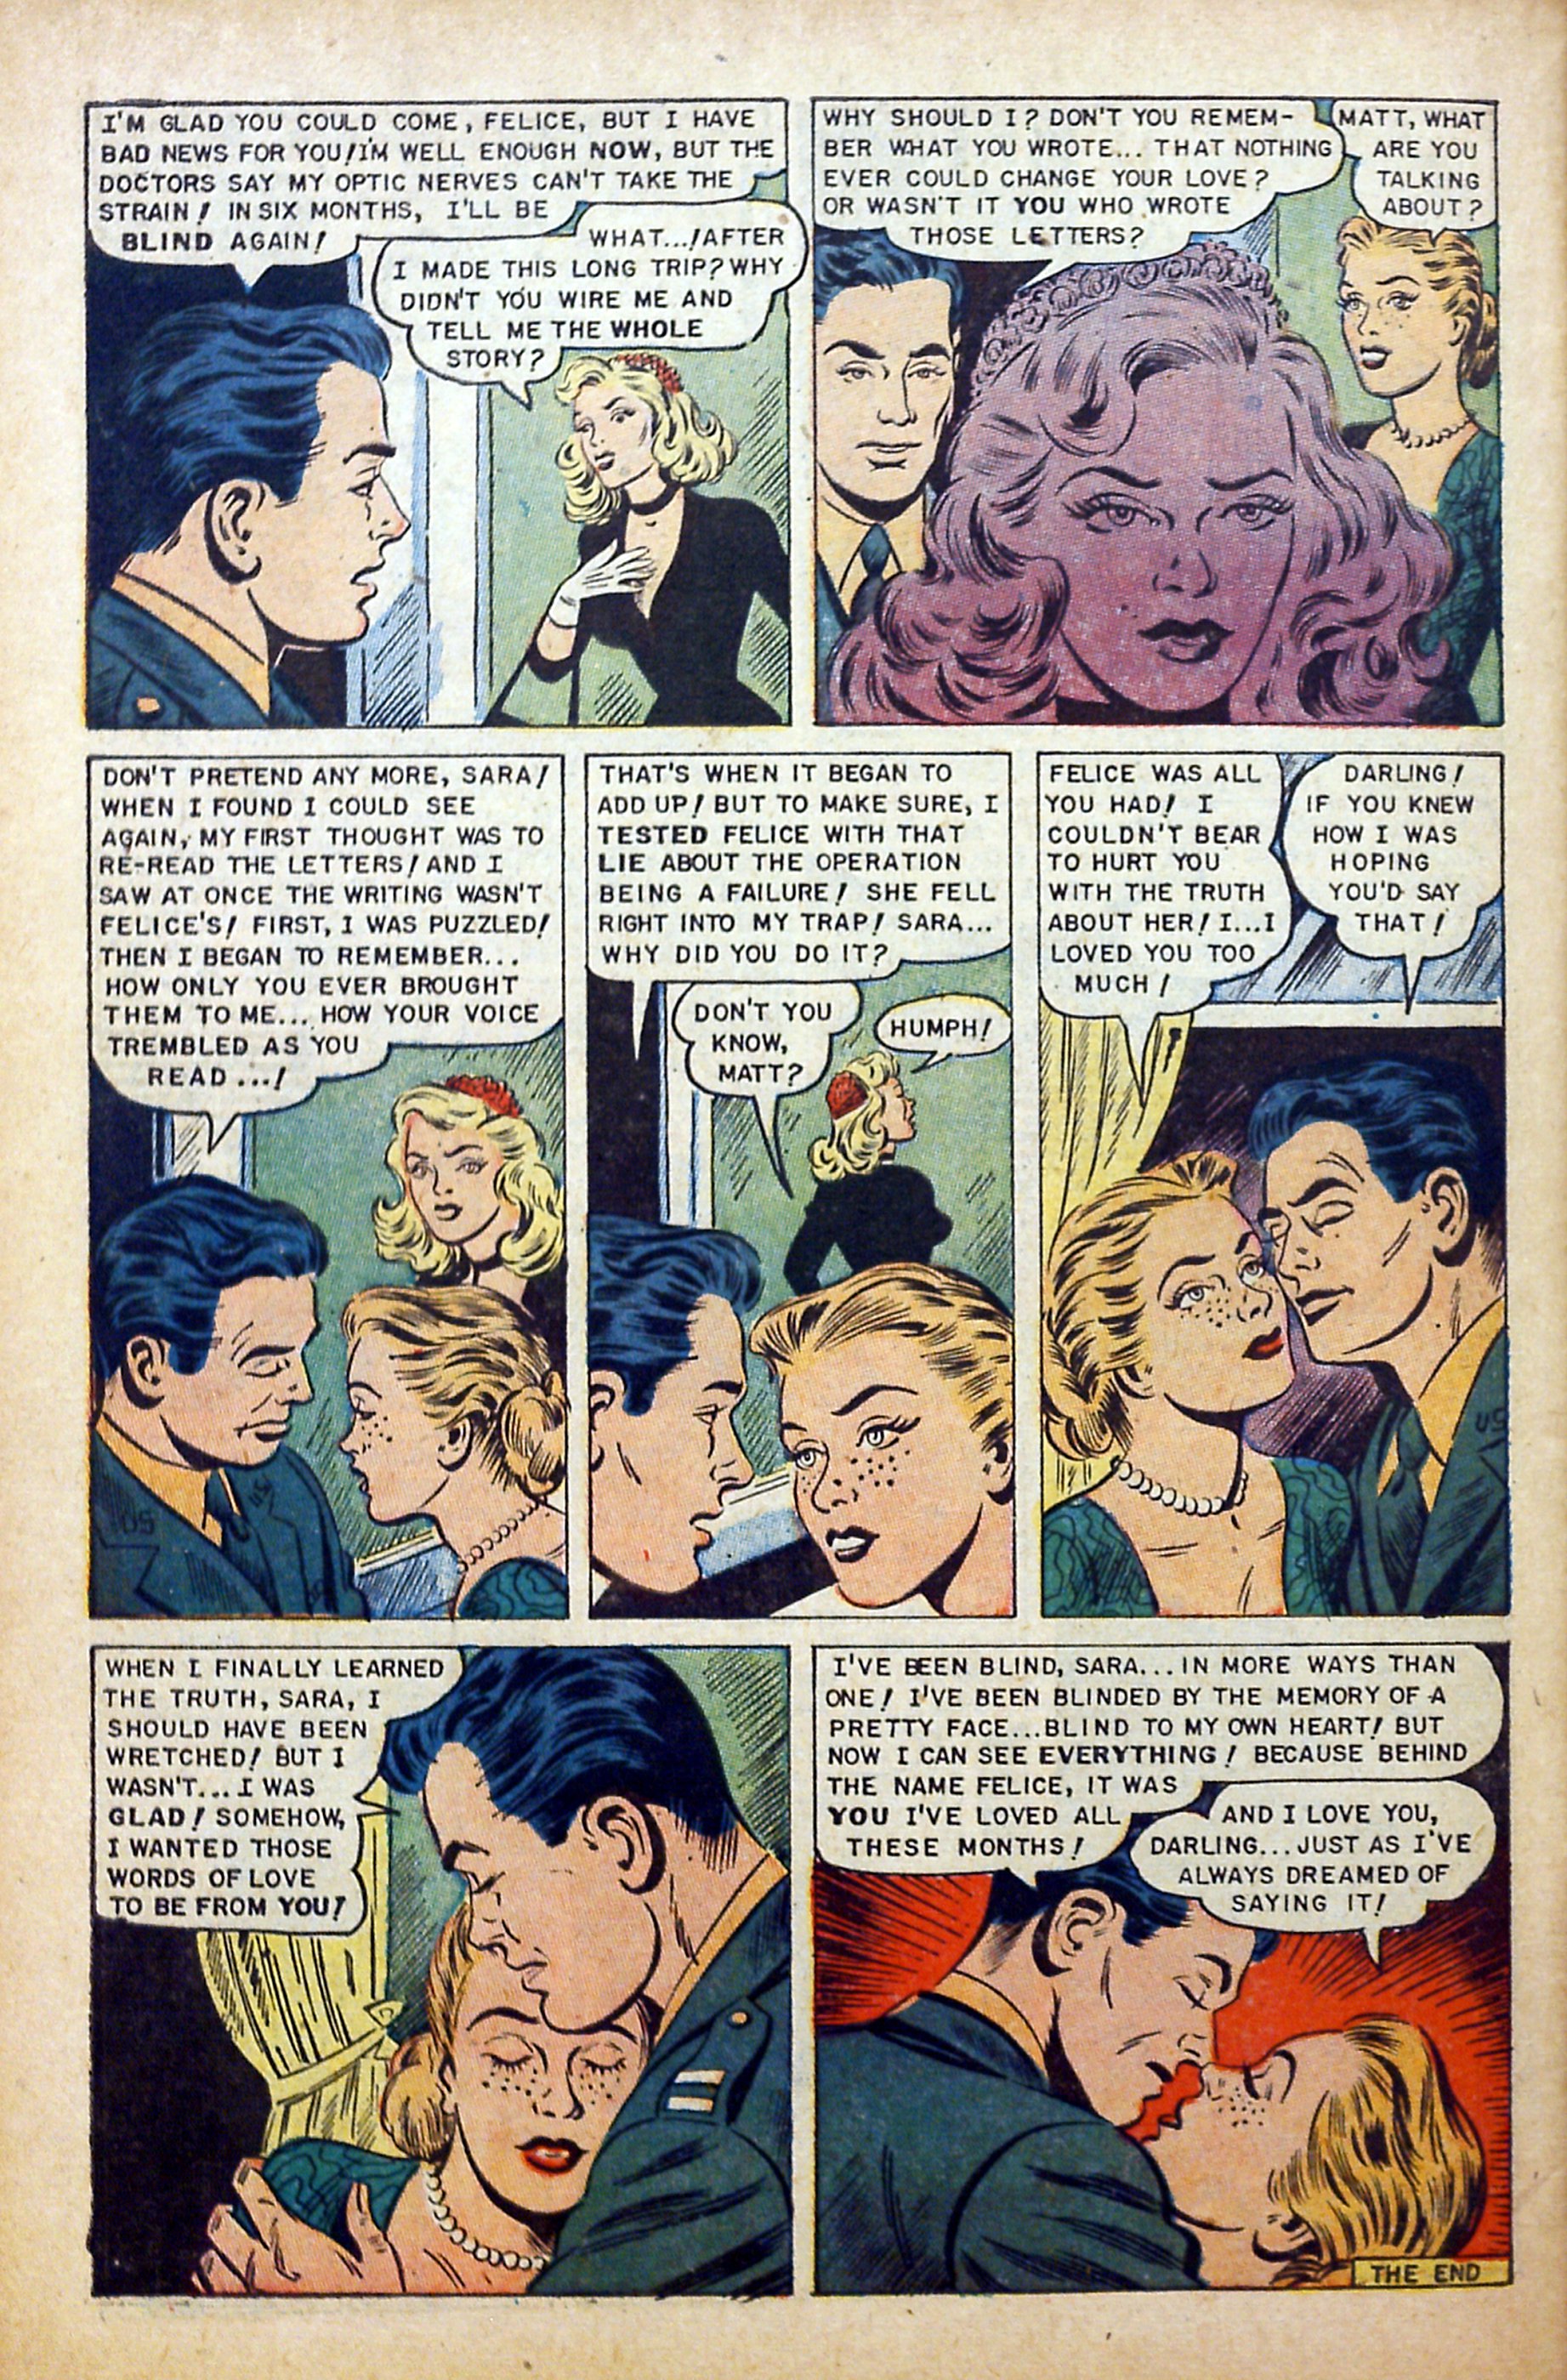 I'M GLAD YOU COULD COME, FELICE, BUT I HAVE
BAD NEWS FOR YOU! I'M WELL ENOUGH NOW, BUT THE
DOCTORS SAY MY OPTIC NERVES CAN'T TAKE THE
STRAIN! IN SIX MONTHS, I'LL BE
BLIND AGAIN!
WHAT...! AFTER
I MADE THIS LONG TRIP? WHY
DIDN'T YOU WIRE ME AND
TELL ME THE WHOLE
STORY?
WHY SHOULD I? DON'T YOU REMEM-
BER WHAT YOU WROTE... THAT NOTHING
EVER COULD CHANGE YOUR LOVE?
OR WASN'T IT YOU WHO WROTE
THOSE LETTERS?
MATT, WHAT
ARE YOU
TALKING
ABOUT?
DON'T PRETEND ANY MORE, SARA!
WHEN I FOUND I COULD SEE
AGAIN, MY FIRST THOUGHT WAS TO
RE-READ THE LETTERS! AND I
SAW AT ONCE THE WRITING WASN'T
FELICE'S! FIRST, I WAS PUZZLED!
THEN I BEGAN TO REMEMBER...
HOW ONLY YOU EVER BROUGHT
THEM TO ME... HOW YOUR VOICE
TREMBLED AS YOU
READ...!
US
US
THAT'S WHEN IT BEGAN TO
ADD UP! BUT TO MAKE SURE, I
TESTED FELICE WITH THAT
LIE ABOUT THE OPERATION
BEING A FAILURE! SHE FELL
RIGHT INTO MY TRAP! SARA...
WHY DID YOU DO IT?
DON'T YOU
KNOW,
MATT?
HUMPH!
FELICE WAS ALL
YOU HAD! I
COULDN'T BEAR
TO HURT YOU
WITH THE TRUTH
ABOUT HER! I...I
LOVED YOU TOO
MUCH!
DARLING!
IF YOU KNEW
HOW I WAS
HOPING
YOU'D SAY
THAT!
US
WHEN I FINALLY LEARNED
THE TRUTH, SARA, I
SHOULD HAVE BEEN
WRETCHED! BUT I
WASN'T... I WAS
GLAD! SOMEHOW,
I WANTED THOSE
WORDS OF LOVE
TO BE FROM YOU!
I'VE BEEN BLIND, SARA... IN MORE WAYS THAN
ONE! I'VE BEEN BLINDED BY THE MEMORY OF A
PRETTY FACE... BLIND TO MY OWN HEART! BUT
NOW I CAN SEE EVERYTHING! BECAUSE BEHIND
THE NAME FELICE, IT WAS
YOU I'VE LOVED ALL
THESE MONTHS!
AND I LOVE YOU,
DARLING... JUST AS I'VE
ALWAYS DREAMED OF
SAYING IT!
THE END